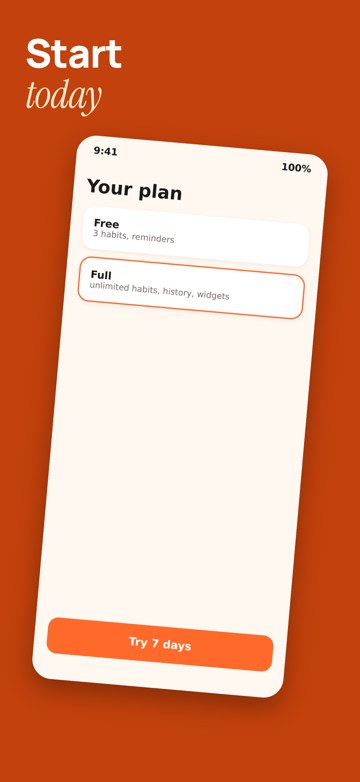 Start
today
9:41
100%
Your plan
Free
3 habits, reminders
Full
unlimited habits, history, widgets
Try 7 days